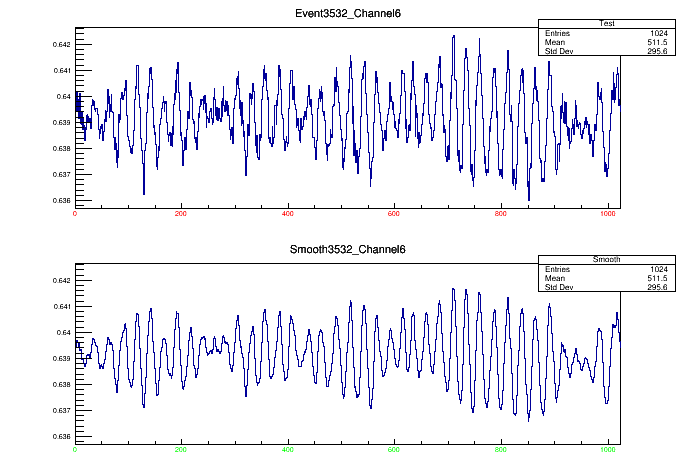 Event3532_Channel6
Test
Entries 1024
Mean 511.5
Std Dev 295.6
0.642
0.641
0.64
0.639
0.638
0.637
0.636
0 200 400 600 800 1000
Smooth3532_Channel6
Smooth
Entries 1024
Mean 511.5
Std Dev 295.6
0.642
0.641
0.64
0.639
0.638
0.637
0.636
0 200 400 600 800 1000